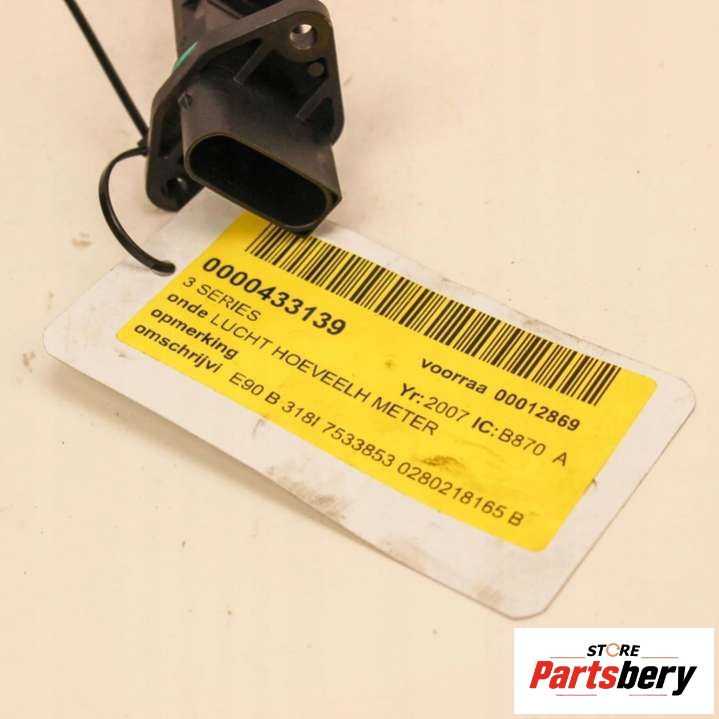 0000433139
voorraa 00012869
3 SERIES
Yr:2007 IC:B870 A
onde LUCHT HOEVEELH METER
opmerking
omschrijvi E90 B 318I 7533853 0280218165 B
STORE
Partsbery